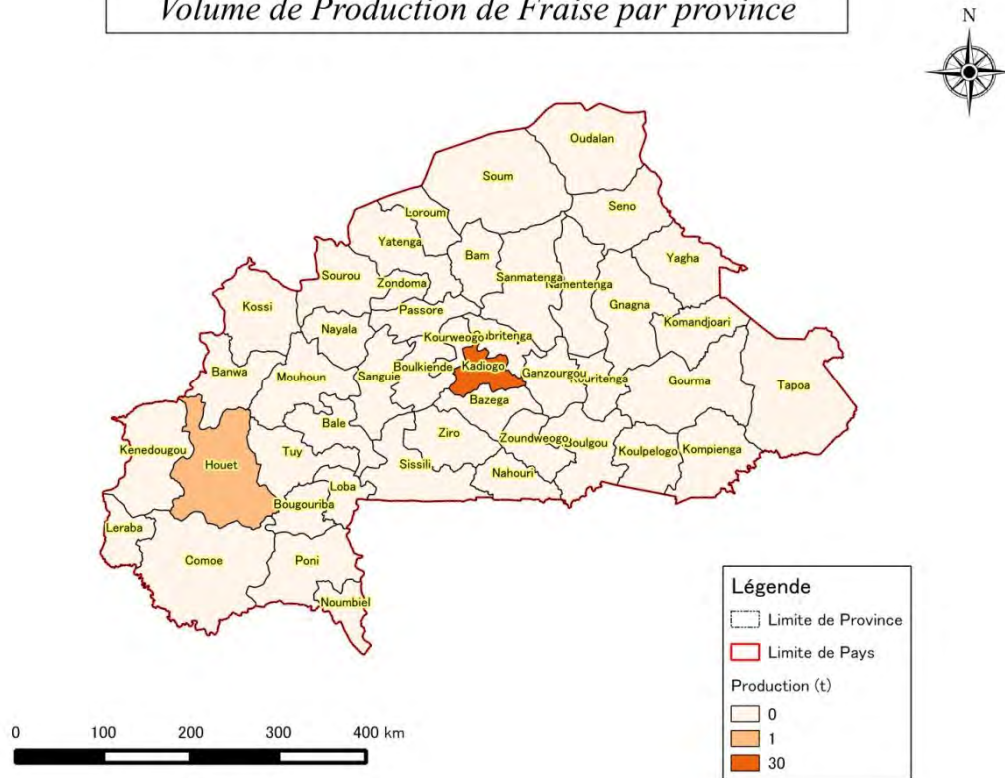 Volume de Production de Fraise par province
N
Oudalan
Soum
Seno
Loroum
Yatenga
Bam
Yagha
Sourou
Zondoma
Sanmatenga
Namentenga
Kossi
Gnagna
Passore
Komandjoari
Nayala
Kourweogo
Kadiogo
Boulkiende
Ganzourgou
Banwa
Mouhoun
Sanguie
Gourma
Tapoa
Bazega
Bale
Ziro
Zoundweogo
Boulgou
Koulpelogo
Kompienga
Kenedougou
Tuy
Houet
Sissili
Nahouri
Loba
Bougouriba
Leraba
Comoe
Poni
Noumbiel
Légende
Limite de Province
Limite de Pays
Production (t)
0
1
30
0 100 200 300 400 km